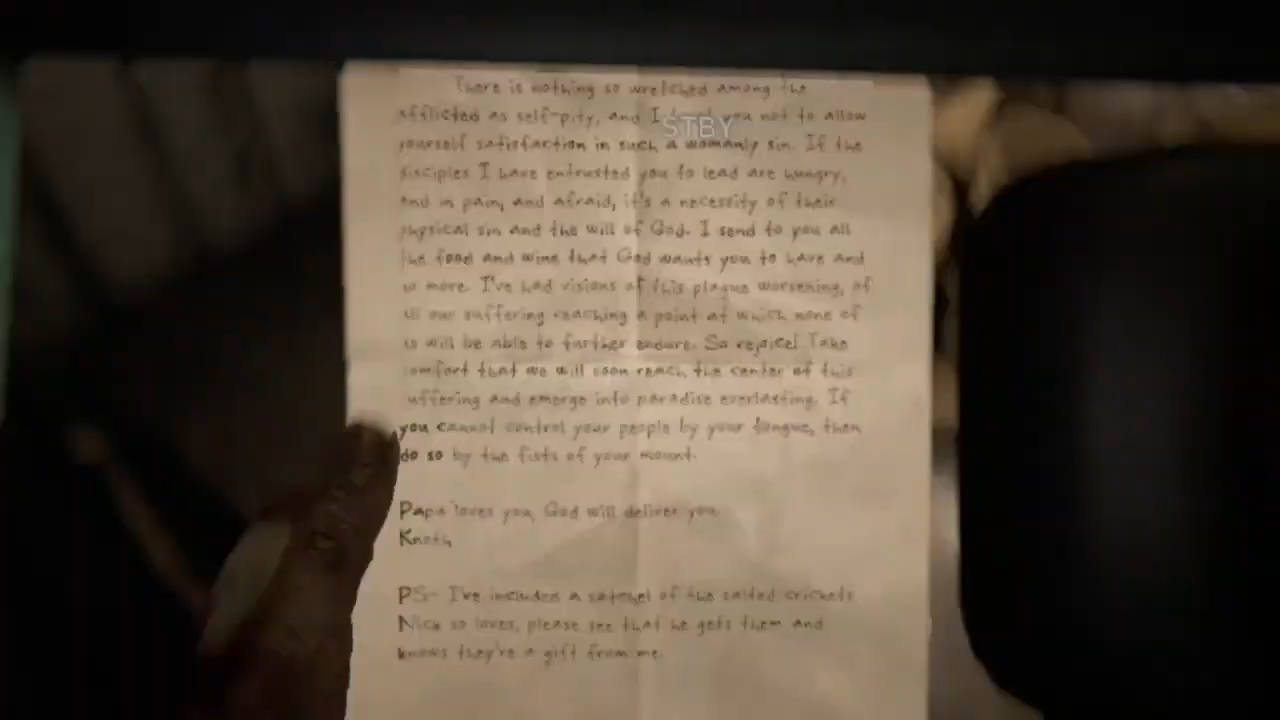 There is nothing so wretched among the
afflicted as self-pity, and I you not to allow
STBY
yourself satisfaction in such a womanly sin. If the
disciples I have entrusted you to lead are hungry,
and in pain, and afraid, it's a necessity of their
physical sin and the will of God. I send to you all
the food and wine that God wants you to have and
no more. I've had visions of this plague worsening, of
all our suffering reaching a point at which none of
us will be able to further endure. So rejoice! Take
comfort that we will soon reach the center of this
suffering and emerge into paradise everlasting. If
you cannot control your people by your tongue, then
do so by the fists of your mount.
Papa loves you, God will deliver you.
Knoth
PS- I've included a satchel of the salted crickets
Nick so loves, please see that he gets them and
knows they're a gift from me.